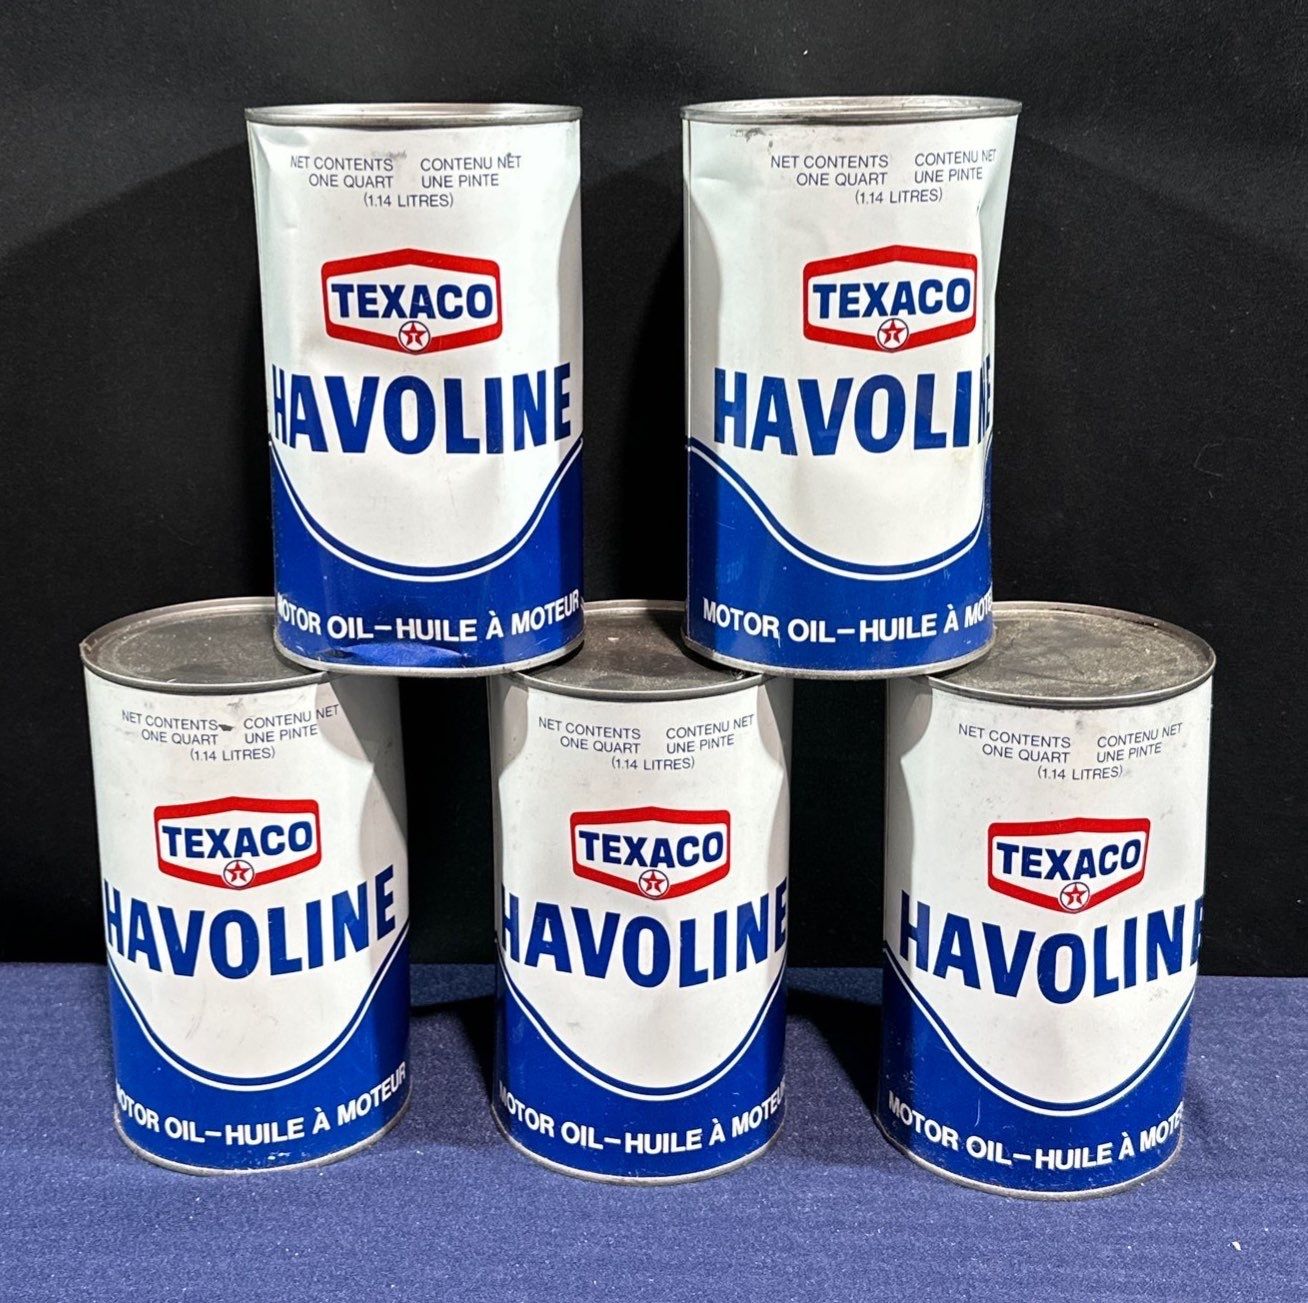 NET CONTENTS CONTENU NET
ONE QUART UNE PINTE
(1.14 LITRES)
TEXACO
T
HAVOLINE
MOTOR OIL–HUILE À MOTEUR
NET CONTENTS CONTENU NET
ONE QUART UNE PINTE
(1.14 LITRES)
TEXACO
T
HAVOLINE
MOTOR OIL–HUILE À MOTE
NET CONTENTS CONTENU NET
ONE QUART UNE PINTE
(1.14 LITRES)
TEXACO
T
HAVOLINE
MOTOR OIL–HUILE À MOTEUR
NET CONTENTS CONTENU NET
ONE QUART UNE PINTE
(1.14 LITRES)
TEXACO
T
HAVOLINE
MOTOR OIL–HUILE À MOTEU
NET CONTENTS CONTENU NET
ONE QUART UNE PINTE
(1.14 LITRES)
TEXACO
T
HAVOLINE
MOTOR OIL–HUILE À MOTE